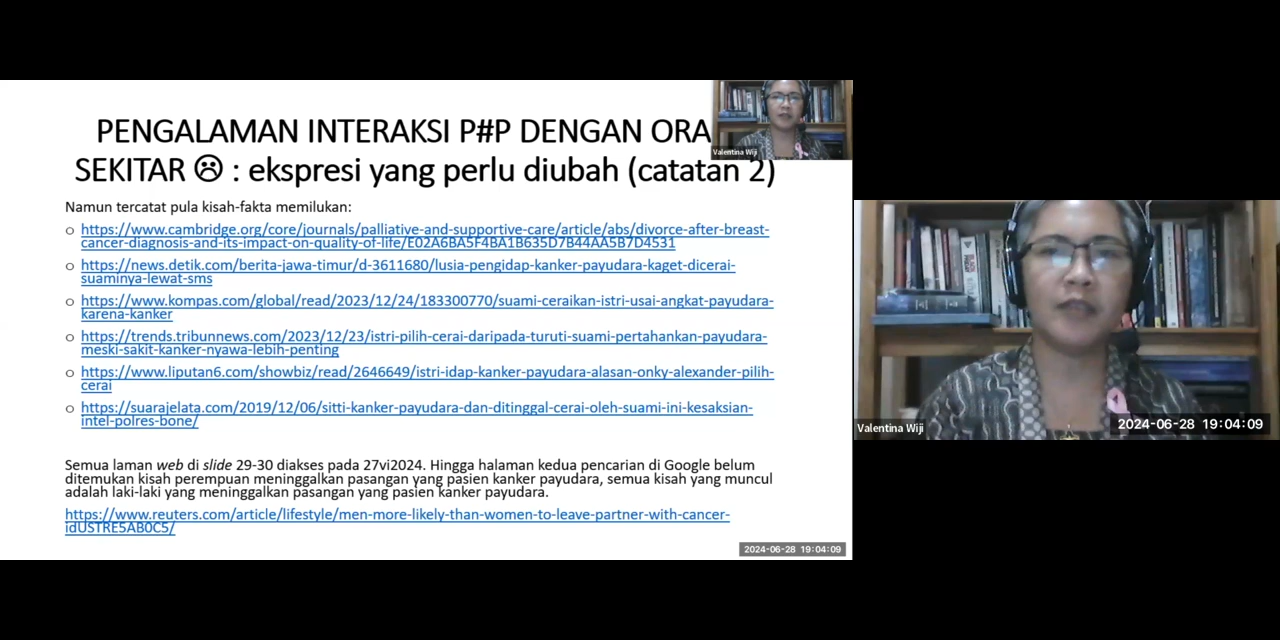 PENGALAMAN INTERAKSI P#P DENGAN ORA
SEKITAR ☹ : ekspresi yang perlu diubah (catatan 2)
Valentina Wiji
Namun tercatat pula kisah-fakta memilukan:
o https://www.cambridge.org/core/journals/palliative-and-supportive-care/article/abs/divorce-after-breast-
cancer-diagnosis-and-its-impact-on-quality-of-life/E02A6BA5F4BA1B635D7B44AA5B7D4531
o https://news.detik.com/berita-jawa-timur/d-3611680/lusia-pengidap-kanker-payudara-kaget-dicerai-
suaminya-lewat-sms
o https://www.kompas.com/global/read/2023/12/24/183300770/suami-ceraikan-istri-usai-angkat-payudara-
karena-kanker
o https://trends.tribunnews.com/2023/12/23/istri-pilih-cerai-daripada-turuti-suami-pertahankan-payudara-
meski-sakit-kanker-nyawa-lebih-penting
o https://www.liputan6.com/showbiz/read/2646649/istri-idap-kanker-payudara-alasan-onky-alexander-pilih-
cerai
o https://suarajelata.com/2019/12/06/sitti-kanker-payudara-dan-ditinggal-cerai-oleh-suami-ini-kesaksian-
intel-polres-bone/
Semua laman web di slide 29-30 diakses pada 27vi2024. Hingga halaman kedua pencarian di Google belum
ditemukan kisah perempuan meninggalkan pasangan yang pasien kanker payudara, semua kisah yang muncul
adalah laki-laki yang meninggalkan pasangan yang pasien kanker payudara.
https://www.reuters.com/article/lifestyle/men-more-likely-than-women-to-leave-partner-with-cancer-
idUSTRE5AB0C5/
2024-06-28 19:04:09
Valentina Wiji
2024-06-28 19:04:09